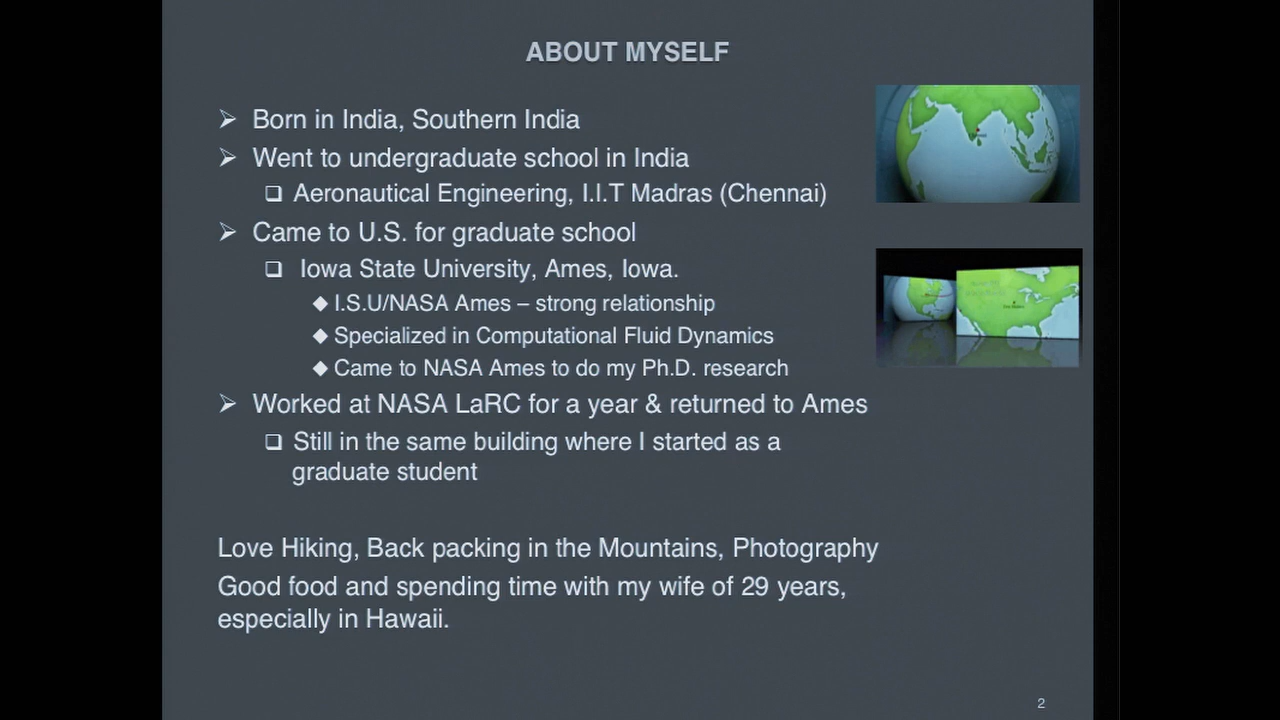 ABOUT MYSELF
➢ Born in India, Southern India
➢ Went to undergraduate school in India
❑ Aeronautical Engineering, I.I.T Madras (Chennai)
➢ Came to U.S. for graduate school
❑ Iowa State University, Ames, Iowa.
◆ I.S.U/NASA Ames – strong relationship
◆ Specialized in Computational Fluid Dynamics
◆ Came to NASA Ames to do my Ph.D. research
➢ Worked at NASA LaRC for a year & returned to Ames
❑ Still in the same building where I started as a
graduate student
Love Hiking, Back packing in the Mountains, Photography
Good food and spending time with my wife of 29 years,
especially in Hawaii.
2